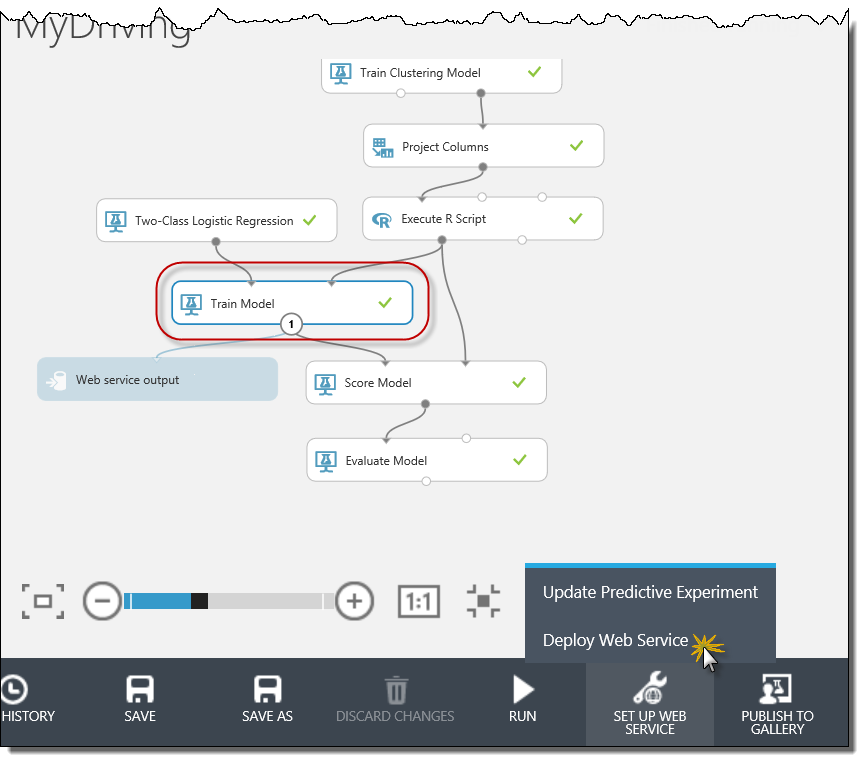 MyDriving
Train Clustering Model
Project Columns
Two-Class Logistic Regression
Execute R Script
R
Train Model
1
Web service output
Score Model
Evaluate Model
1:1
Update Predictive Experiment
Deploy Web Service
HISTORY
SAVE
SAVE AS
DISCARD CHANGES
RUN
SET UP WEB
SERVICE
PUBLISH TO
GALLERY